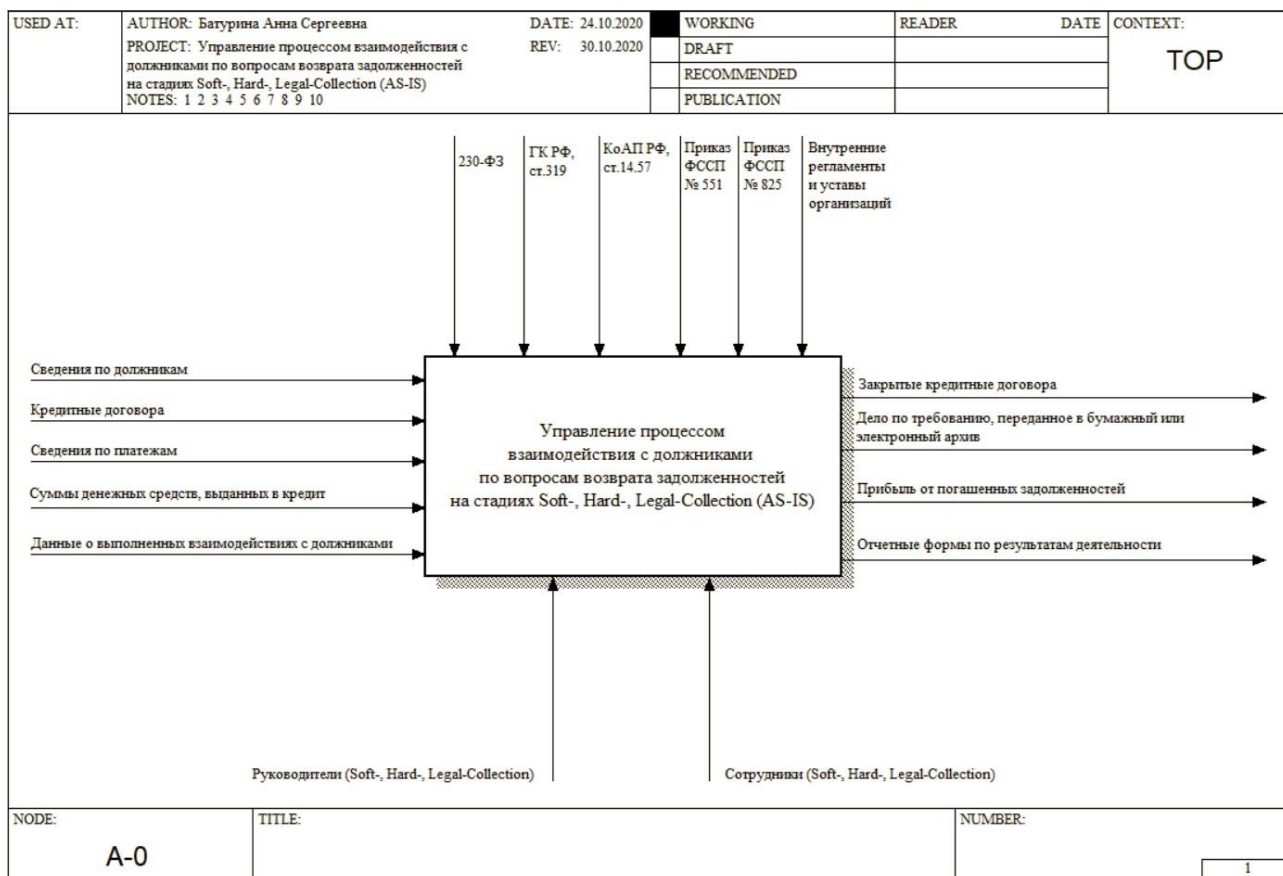 USED AT:
AUTHOR: Батурина Анна Сергеевна
DATE: 24.10.2020
PROJECT: Управление процессом взаимодействия с
должниками по вопросам возврата задолженностей
на стадиях Soft-, Hard-, Legal-Collection (AS-IS)
REV: 30.10.2020
NOTES: 1 2 3 4 5 6 7 8 9 10
WORKING
DRAFT
RECOMMENDED
PUBLICATION
READER
DATE
CONTEXT:
TOP
230-ФЗ
ГК РФ,
ст.319
КоАП РФ,
ст.14.57
Приказ
ФССП
№ 551
Приказ
ФССП
№ 825
Внутренние
регламенты
и уставы
организаций
Сведения по должникам
Кредитные договора
Сведения по платежам
Суммы денежных средств, выданных в кредит
Данные о выполненных взаимодействиях с должниками
Управление процессом
взаимодействия с должниками
по вопросам возврата задолженностей
на стадиях Soft-, Hard-, Legal-Collection (AS-IS)
Закрытые кредитные договора
Дело по требованию, переданное в бумажный или
электронный архив
Прибыль от погашенных задолженностей
Отчетные формы по результатам деятельности
Руководители (Soft-, Hard-, Legal-Collection)
Сотрудники (Soft-, Hard-, Legal-Collection)
NODE:
A-0
TITLE:
NUMBER:
1